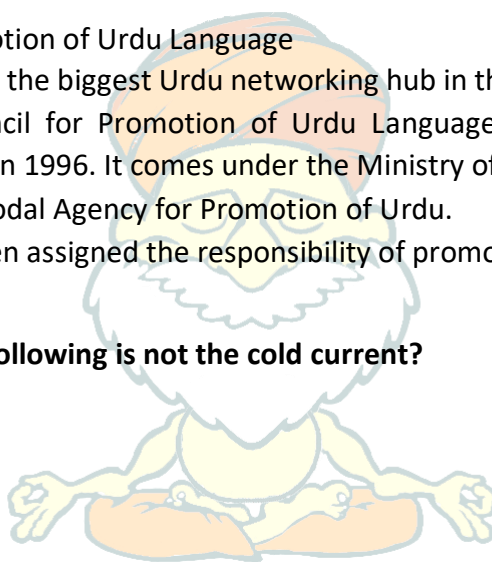 otion of Urdu Language
the biggest Urdu networking hub in th
ncil for Promotion of Urdu Language
n 1996. It comes under the Ministry of
odal Agency for Promotion of Urdu.
en assigned the responsibility of promo
ollowing is not the cold current?